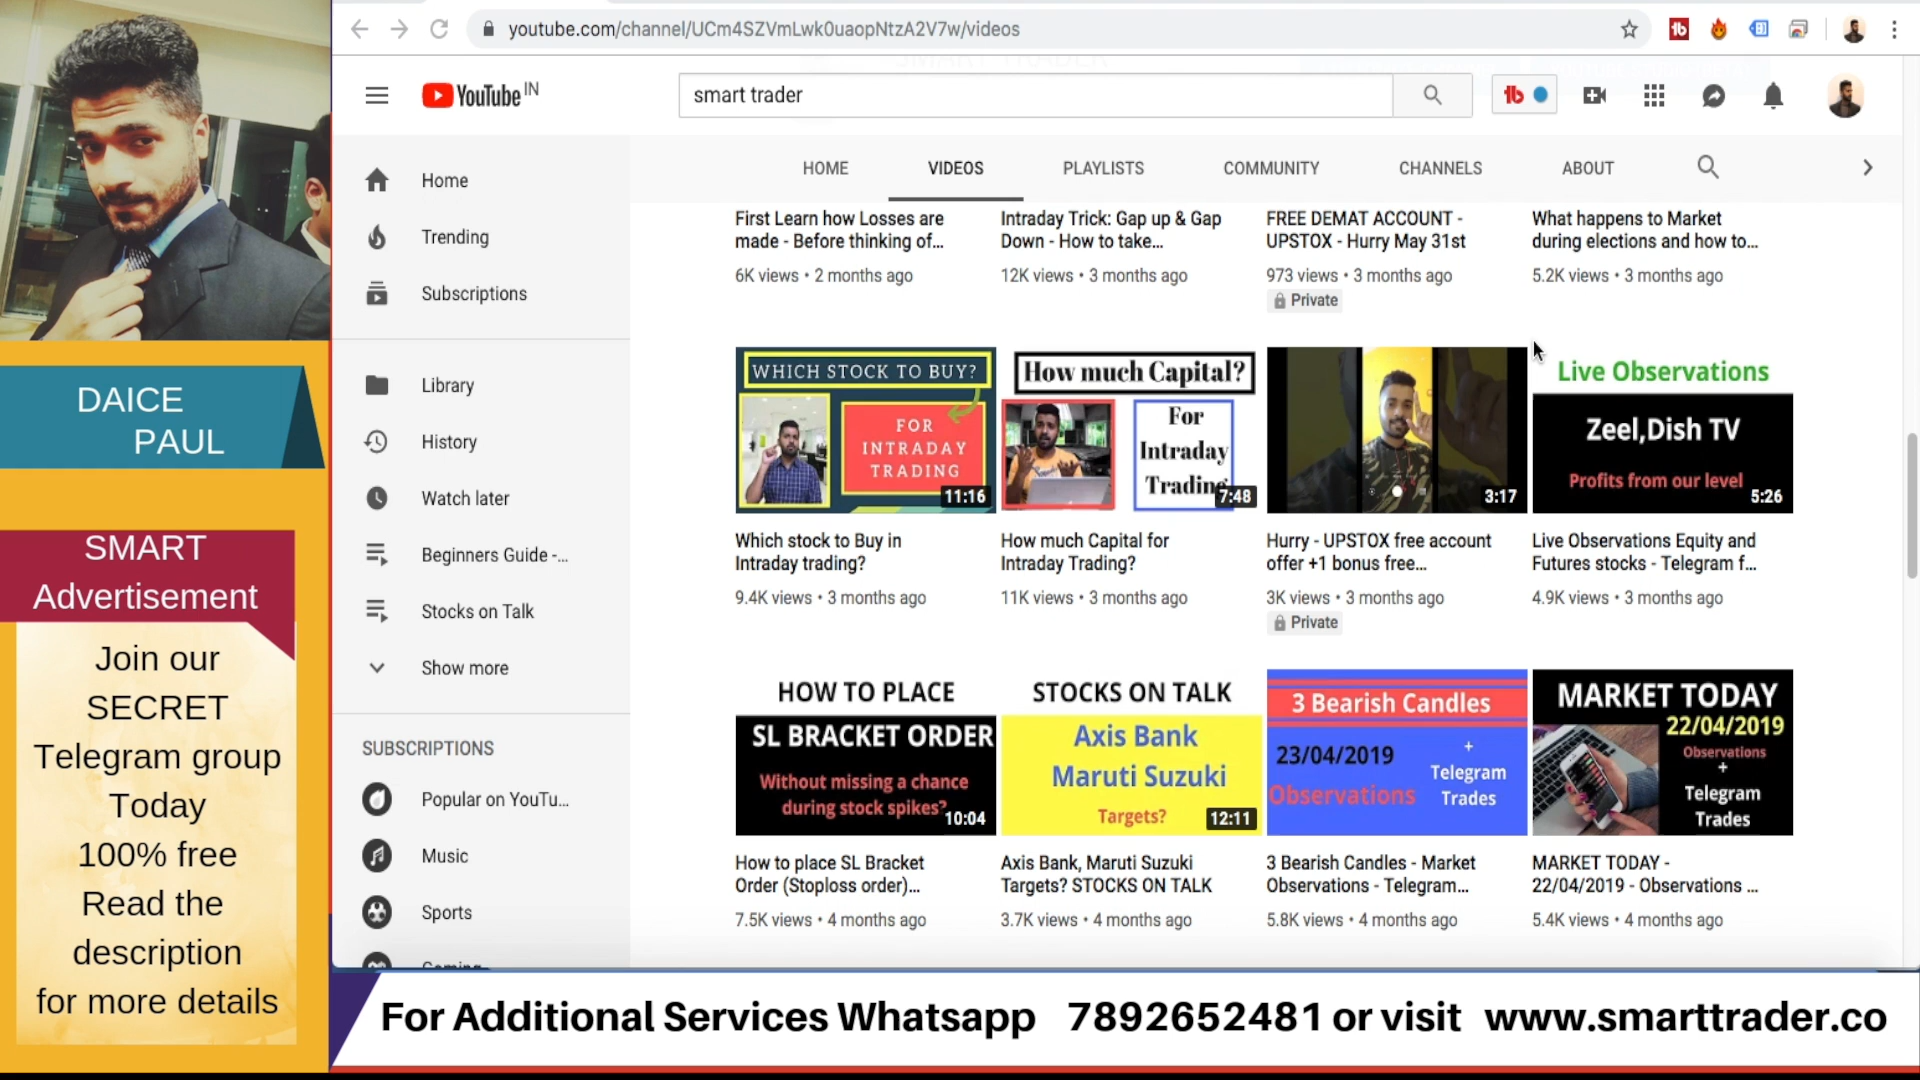 youtube.com/channel/UCm4SZVmLwk0uaopNtzA2V7w/videos
YouTube IN
smart trader
Home
Trending
Subscriptions
Library
History
Watch later
Beginners Guide -...
Stocks on Talk
Show more
SUBSCRIPTIONS
Popular on YouTu...
Music
Sports
HOME VIDEOS PLAYLISTS COMMUNITY CHANNELS ABOUT
First Learn how Losses are
made - Before thinking of...
6K views • 2 months ago
Intraday Trick: Gap up & Gap
Down - How to take...
12K views • 3 months ago
FREE DEMAT ACCOUNT -
UPSTOX - Hurry May 31st
973 views • 3 months ago
Private
What happens to Market
during elections and how to...
5.2K views • 3 months ago
WHICH STOCK TO BUY?
FOR
INTRADAY
TRADING
11:16
Which stock to Buy in
Intraday trading?
9.4K views • 3 months ago
How much Capital?
For
Intraday
Trading
7:48
How much Capital for
Intraday Trading?
11K views • 3 months ago
3:17
Hurry - UPSTOX free account
offer +1 bonus free...
3K views • 3 months ago
Private
Live Observations
Zeel,Dish TV
Profits from our level
5:26
Live Observations Equity and
Futures stocks - Telegram f...
4.9K views • 3 months ago
HOW TO PLACE
SL BRACKET ORDER
Without missing a chance
during stock spikes?
10:04
How to place SL Bracket
Order (Stoploss order)...
7.5K views • 4 months ago
STOCKS ON TALK
Axis Bank
Maruti Suzuki
Targets?
12:11
Axis Bank, Maruti Suzuki
Targets? STOCKS ON TALK
3.7K views • 4 months ago
3 Bearish Candles
23/04/2019
Observations
+
Telegram
Trades
3 Bearish Candles - Market
Observations - Telegram...
5.8K views • 4 months ago
MARKET TODAY
22/04/2019
Observations
+
Telegram
Trades
MARKET TODAY -
22/04/2019 - Observations ...
5.4K views • 4 months ago
DAICE
PAUL
SMART
Advertisement
Join our
SECRET
Telegram group
Today
100% free
Read the
description
for more details
For Additional Services Whatsapp 7892652481 or visit www.smarttrader.co